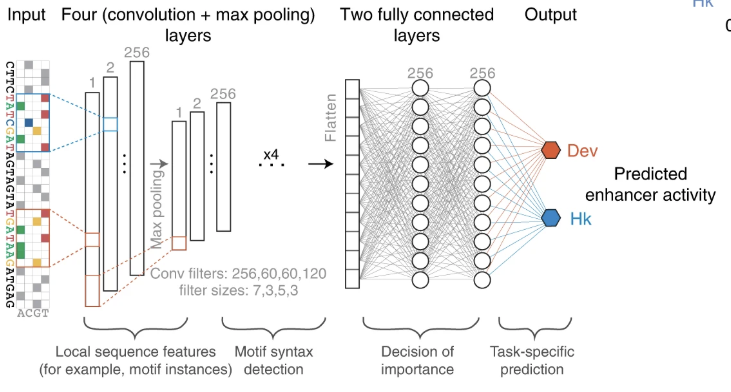 Hk
0
Input
Four (convolution + max pooling)
layers
Two fully connected
layers
Output
CTTCTATCGATAGTAGTATGATAAGATGAG
ACGT
1
2
256
Max pooling
1
2
256
x4
Conv filters: 256,60,60,120
filter sizes: 7,3,5,3
Flatten
256
256
Dev
Hk
Predicted
enhancer activity
Local sequence features
(for example, motif instances)
Motif syntax
detection
Decision of
importance
Task-specific
prediction